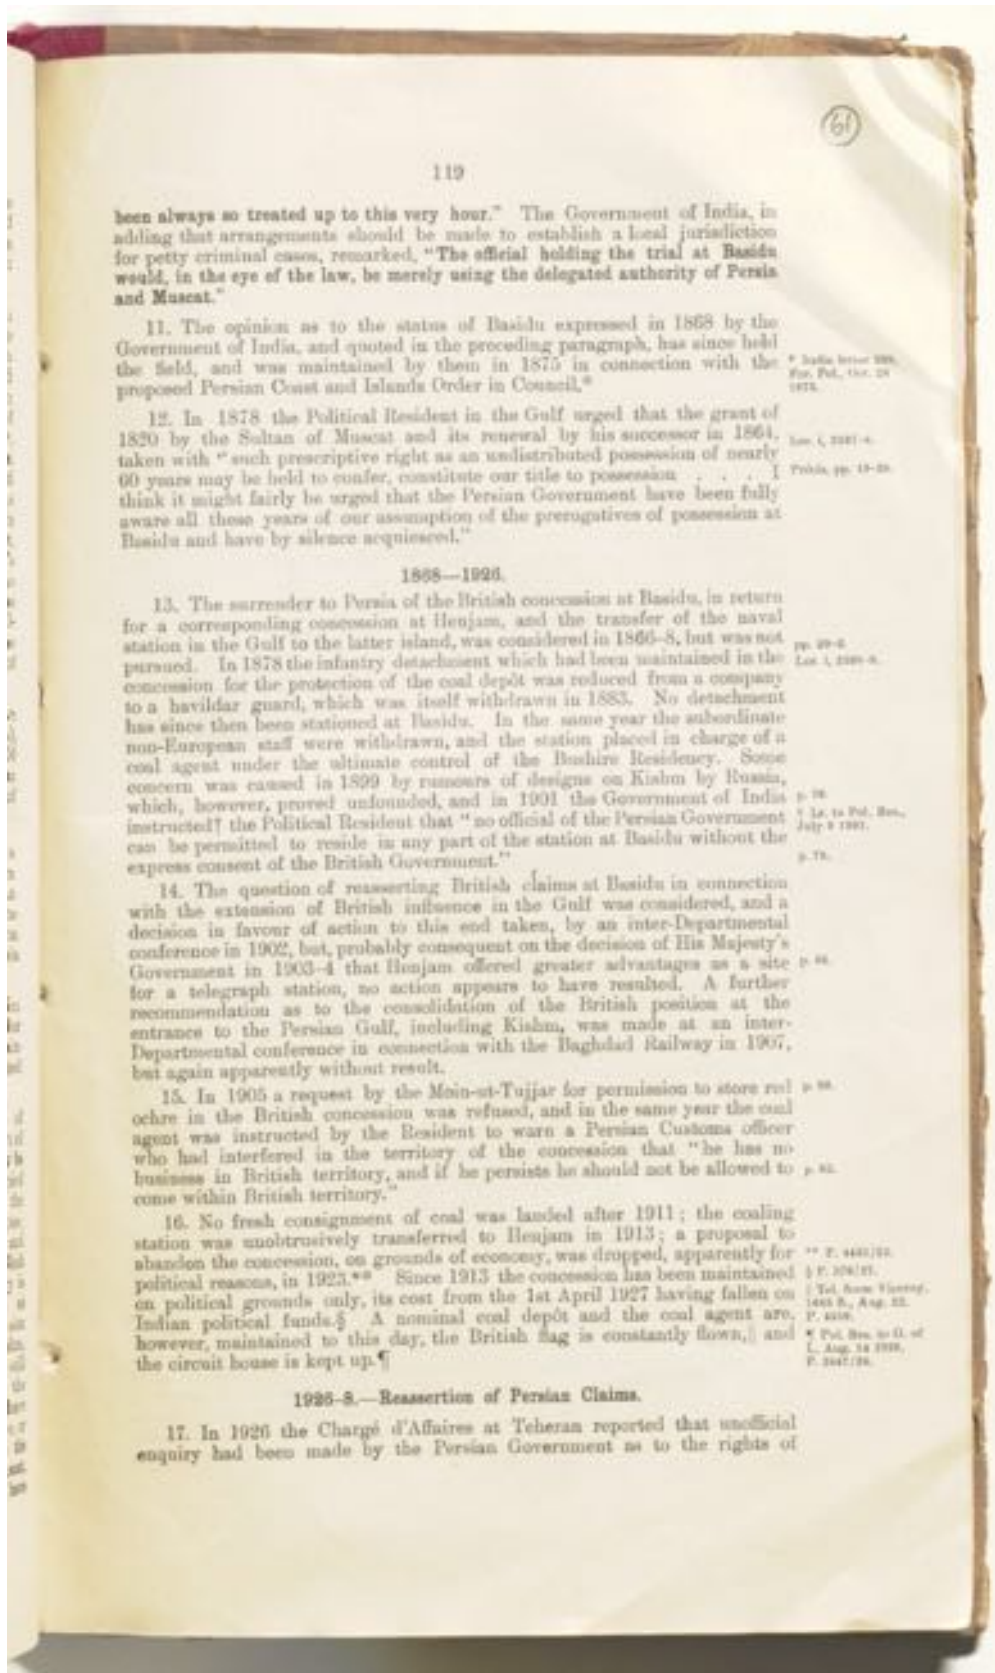 61
119
been always so treated up to this very hour." The Government of India, in
adding that arrangements should be made to establish a local jurisdiction
for petty criminal cases, remarked, "The official holding the trial at Basidu
would, in the eye of the law, be merely using the delegated authority of Persia
and Muscat."
11. The opinion as to the status of Basidu expressed in 1868 by the
Government of India, and quoted in the preceding paragraph, has since held
the field, and was maintained by them in 1875 in connection with the
proposed Persian Coast and Islands Order in Council.*
* India letter
For. Pol., Oct.
1875.
12. In 1878 the Political Resident in the Gulf urged that the grant of
1820 by the Sultan of Muscat and its renewal by his successor in 1864,
taken with "such prescriptive right as an undistributed possession of nearly
60 years may be held to confer, constitute our title to possession . . . . I
think it might fairly be urged that the Persian Government have been fully
aware all these years of our assumption of the prerogatives of possession at
Basidu and have by silence acquiesced."
1868—1926.
13. The surrender to Persia of the British concession at Basidu, in return
for a corresponding concession at Henjam, and the transfer of the naval
station in the Gulf to the latter island, was considered in 1866-8, but was not
pursued. In 1878 the infantry detachment which had been maintained in the
concession for the protection of the coal depôt was reduced from a company
to a havildar guard, which was itself withdrawn in 1883. No detachment
has since then been stationed at Basidu. In the same year the subordinate
non-European staff were withdrawn, and the station placed in charge of a
coal agent under the ultimate control of the Bushire Residency. Some
concern was caused in 1899 by rumours of designs on Kishm by Russia,
which, however, proved unfounded, and in 1901 the Government of India
instructed† the Political Resident that "no official of the Persian Government
can be permitted to reside in any part of the station at Basidu without the
express consent of the British Government."
† Le. to Pol. Res.,
July 9 1901.
14. The question of reasserting British claims at Basidu in connection
with the extension of British influence in the Gulf was considered, and a
decision in favour of action to this end taken, by an inter-Departmental
conference in 1902, but, probably consequent on the decision of His Majesty's
Government in 1903-4 that Henjam offered greater advantages as a site
for a telegraph station, no action appears to have resulted. A further
recommendation as to the consolidation of the British position at the
entrance to the Persian Gulf, including Kishm, was made at an inter-
Departmental conference in connection with the Baghdad Railway in 1907,
but again apparently without result.
15. In 1905 a request by the Moin-ut-Tujjar for permission to store red
ochre in the British concession was refused, and in the same year the coal
agent was instructed by the Resident to warn a Persian Customs officer
who had interfered in the territory of the concession that "he has no
business in British territory, and if he persists he should not be allowed to
come within British territory."
16. No fresh consignment of coal was landed after 1911; the coaling
station was unobtrusively transferred to Henjam in 1913; a proposal to
abandon the concession, on grounds of economy, was dropped, apparently for
political reasons, in 1923.** Since 1913 the concession has been maintained
on political grounds only, its cost from the 1st April 1927 having fallen on
Indian political funds.§ A nominal coal depôt and the coal agent are,
however, maintained to this day, the British flag is constantly flown,|| and
the circuit house is kept up.¶
|| Tel. from Viceroy,
¶ Pol. Res. to G. of
I., Aug. 14 1928,
1926-8.—Reassertion of Persian Claims.
17. In 1926 the Chargé d'Affaires at Teheran reported that unofficial
enquiry had been made by the Persian Government as to the rights of